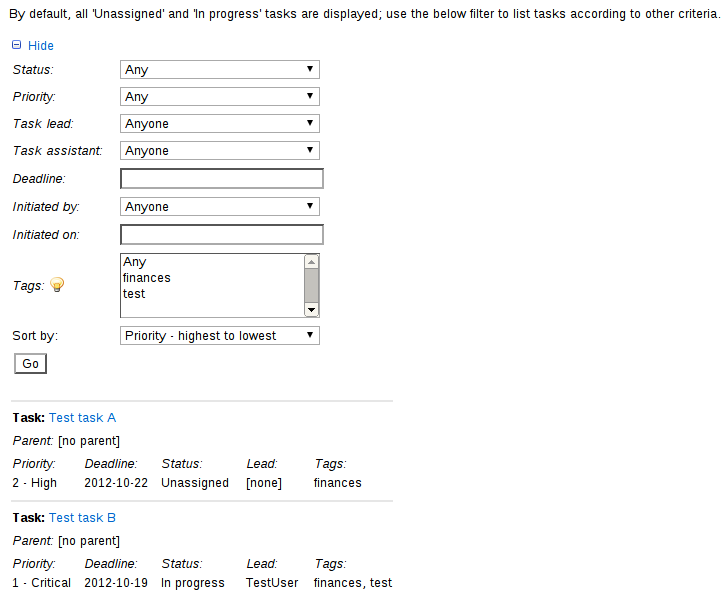 By default, all 'Unassigned' and 'In progress' tasks are displayed; use the below filter to list tasks according to other criteria.
Hide
Status: Any
Priority: Any
Task lead: Anyone
Task assistant: Anyone
Deadline:
Initiated by: Anyone
Initiated on:
Any
finances
Tags:
test
Sort by: Priority - highest to lowest
Go
Task: Test task A
Parent: [no parent]
Priority: Deadline: Status: Lead: Tags:
2 - High 2012-10-22 Unassigned [none] finances
Task: Test task B
Parent: [no parent]
Priority: Deadline: Status: Lead: Tags:
1 - Critical 2012-10-19 In progress TestUser finances, test